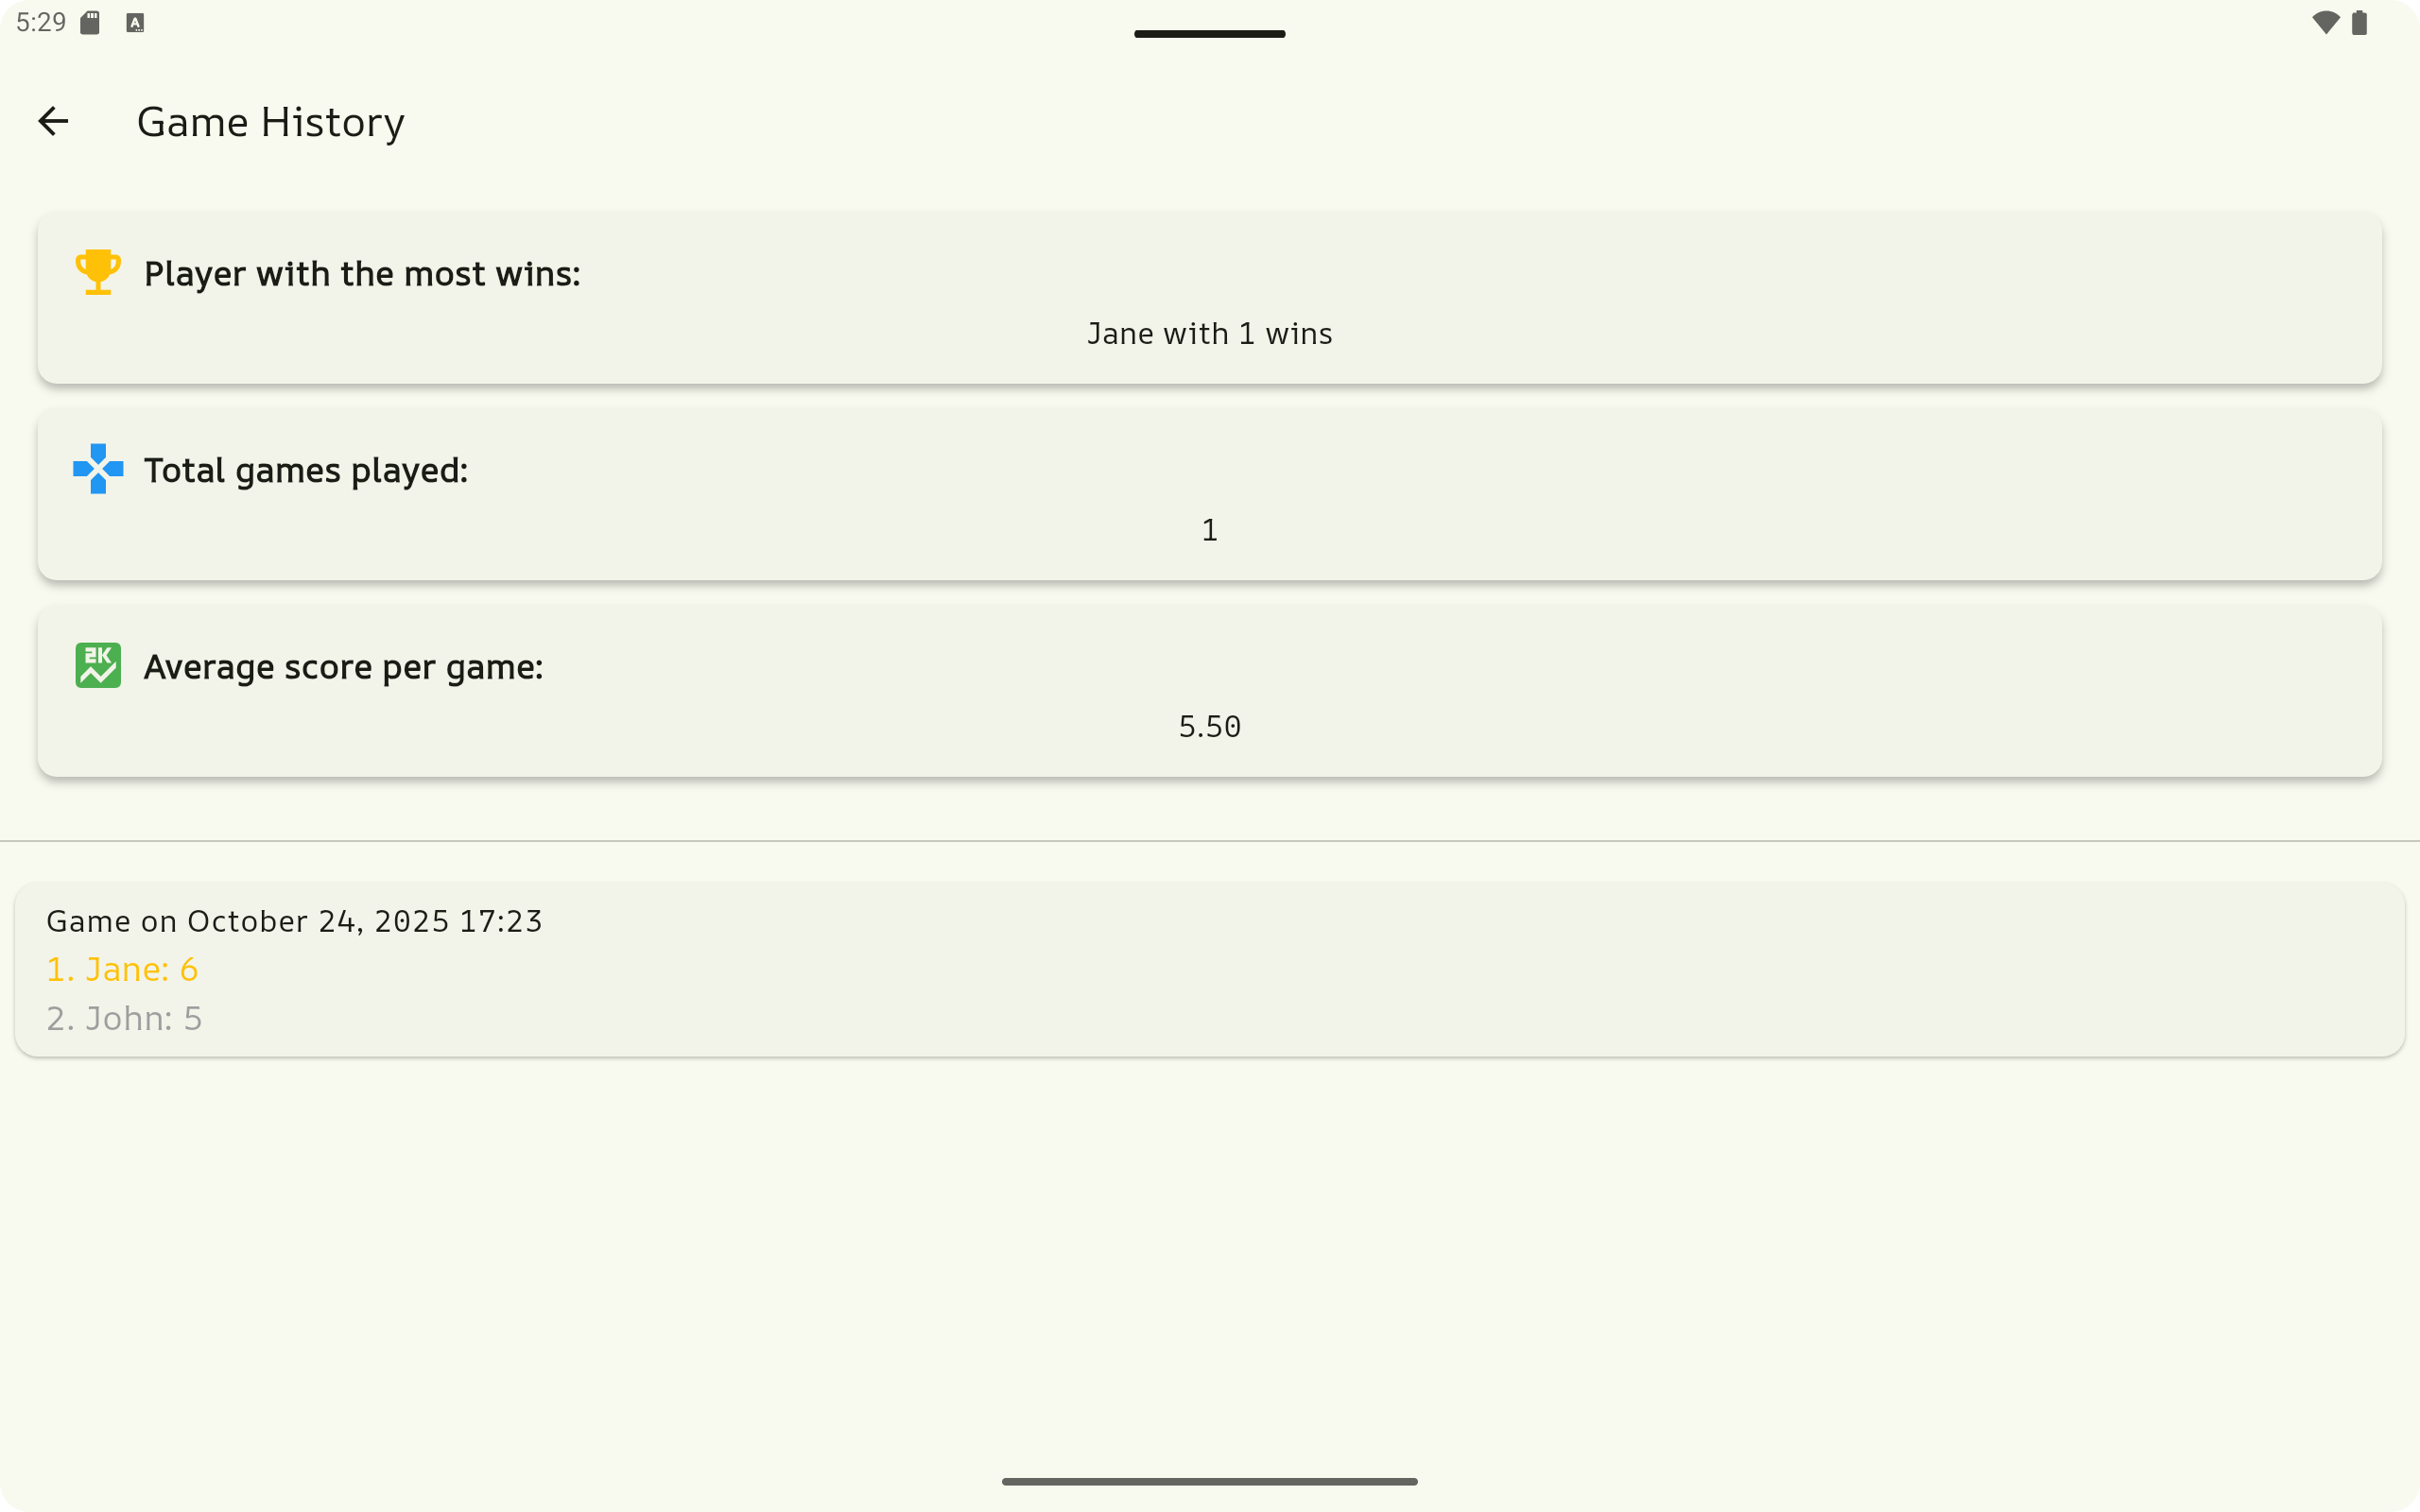 5:29
Game History
Player with the most wins:
Jane with 1 wins
Total games played:
1
2K
Average score per game:
5.50
Game on October 24, 2025 17:23
1. Jane: 6
2. John: 5